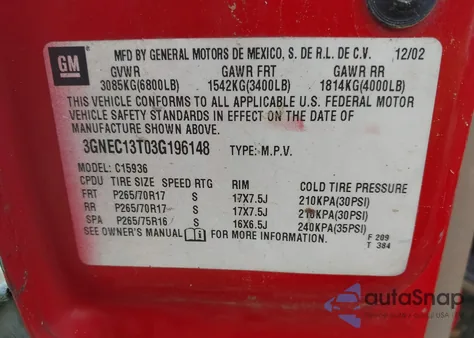 GM
MFD BY GENERAL MOTORS DE MEXICO, S. DE R.L. DE C.V. 12/02
GVWR GAWR FRT GAWR RR
3085KG(6800LB) 1542KG(3400LB) 1814KG(4000LB)
THIS VEHICLE CONFORMS TO ALL APPLICABLE U.S. FEDERAL MOTOR
VEHICLE SAFETY STANDARDS IN EFFECT ON THE DATE OF
MANUFACTURE SHOWN ABOVE.
3GNEC13T03G196148 TYPE: M.P.V.
MODEL: C15936
CPDU TIRE SIZE SPEED RTG RIM COLD TIRE PRESSURE
FRT P265/70R17 S 17X7.5J 210KPA(30PSI)
RR P265/70R17 S 17X7.5J 210KPA(30PSI)
SPA P265/75R16 S 16X6.5J 240KPA(35PSI)
SEE OWNER'S MANUAL FOR MORE INFORMATION. F 209
T 384
autoSnap